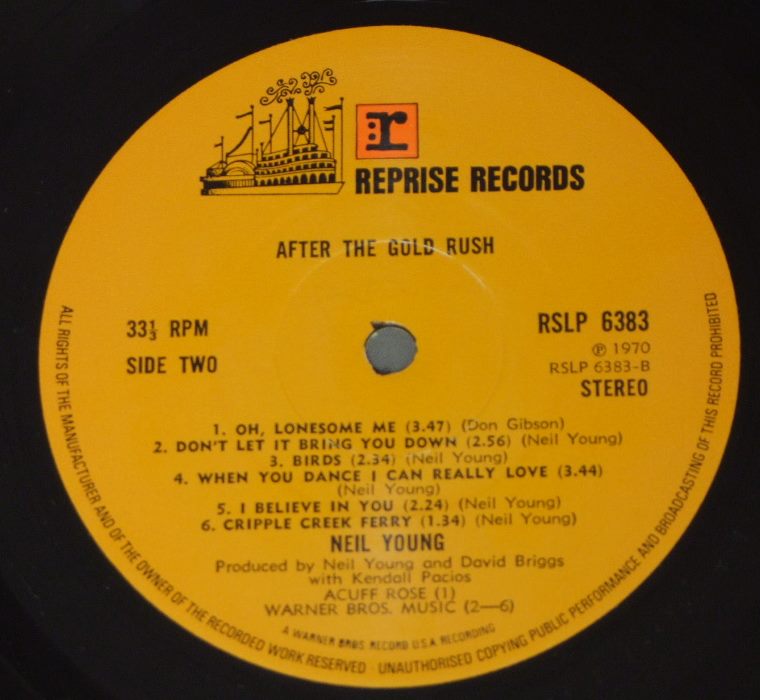 r
REPRISE RECORDS
AFTER THE GOLD RUSH
33⅓ RPM
SIDE TWO
RSLP 6383
℗ 1970
RSLP 6383-B
STEREO
1. OH, LONESOME ME (3.47) (Don Gibson)
2. DON'T LET IT BRING YOU DOWN (2.56) (Neil Young)
3. BIRDS (2.34) (Neil Young)
4. WHEN YOU DANCE I CAN REALLY LOVE (3.44)
(Neil Young)
5. I BELIEVE IN YOU (2.24) (Neil Young)
6. CRIPPLE CREEK FERRY (1.34) (Neil Young)
NEIL YOUNG
Produced by Neil Young and David Briggs
with Kendall Pacios
ACUFF ROSE (1)
WARNER BROS. MUSIC (2—6)
A WARNER BROS. RECORD U.S.A. RECORDING
ALL RIGHTS OF THE MANUFACTURER AND OF THE OWNER OF THE RECORDED WORK RESERVED · UNAUTHORISED COPYING PUBLIC PERFORMANCE AND BROADCASTING OF THIS RECORD PROHIBITED